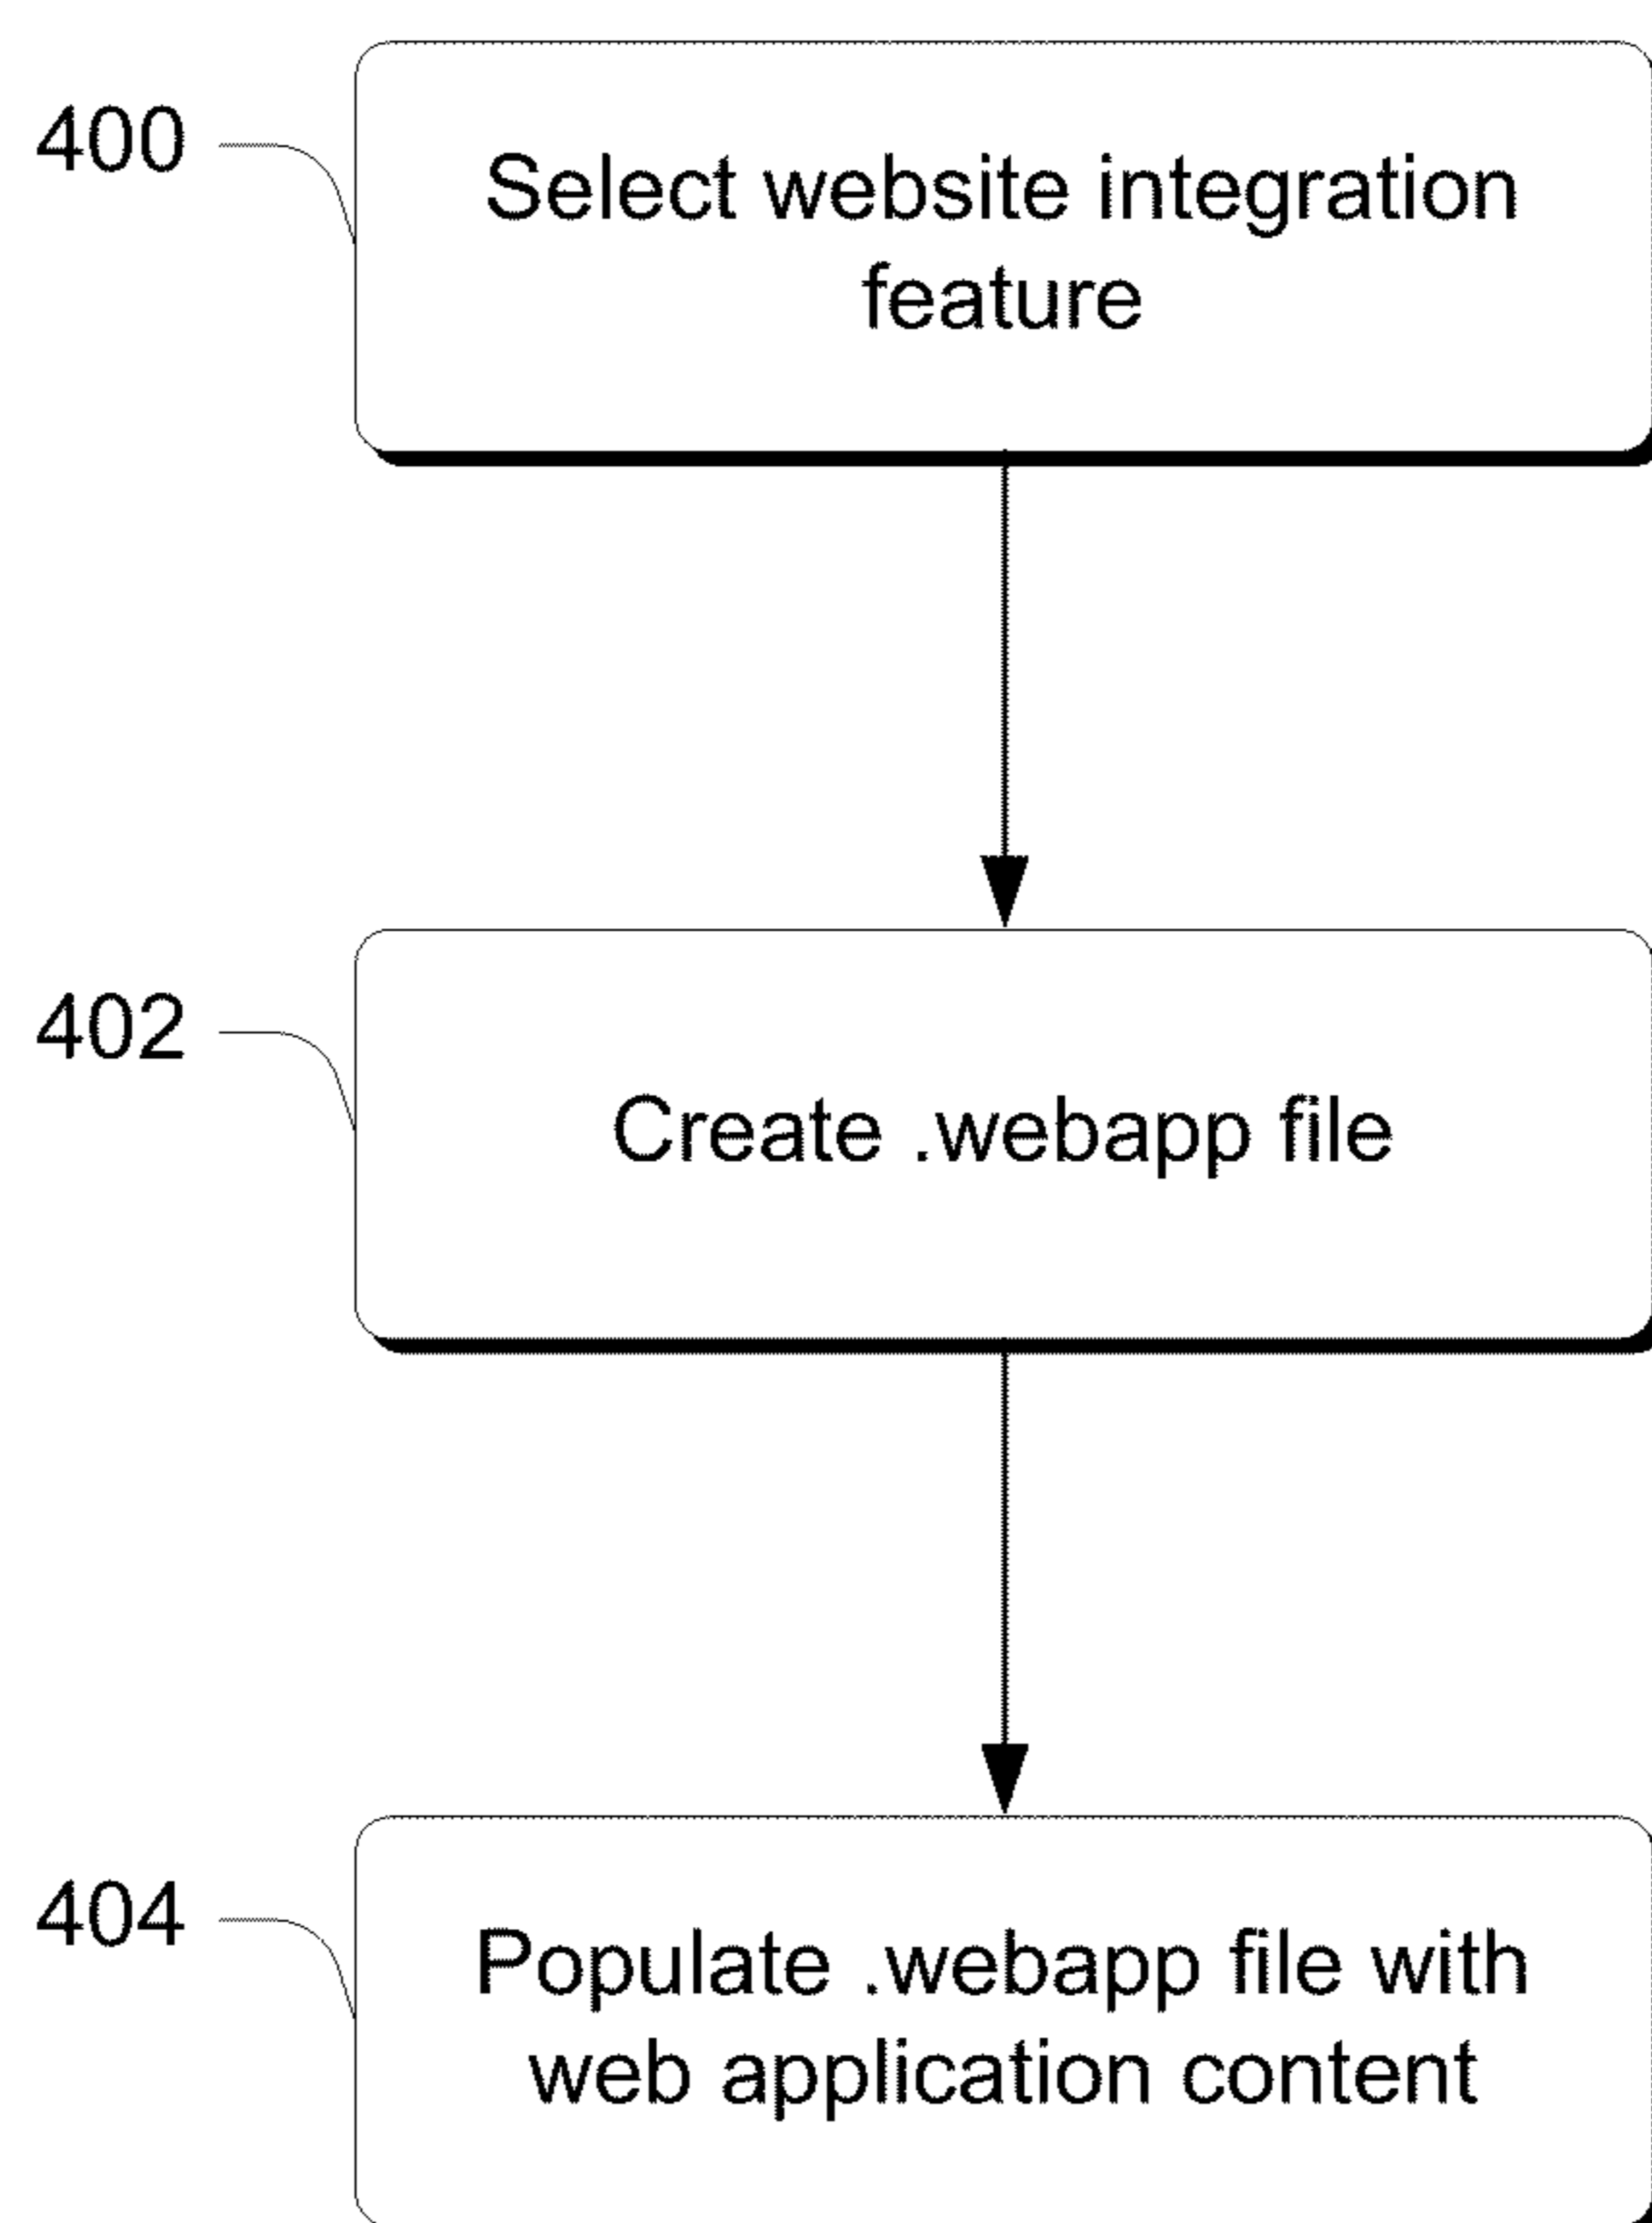 400
Select website integration
feature
402
Create .webapp file
404
Populate .webapp file with
web application content